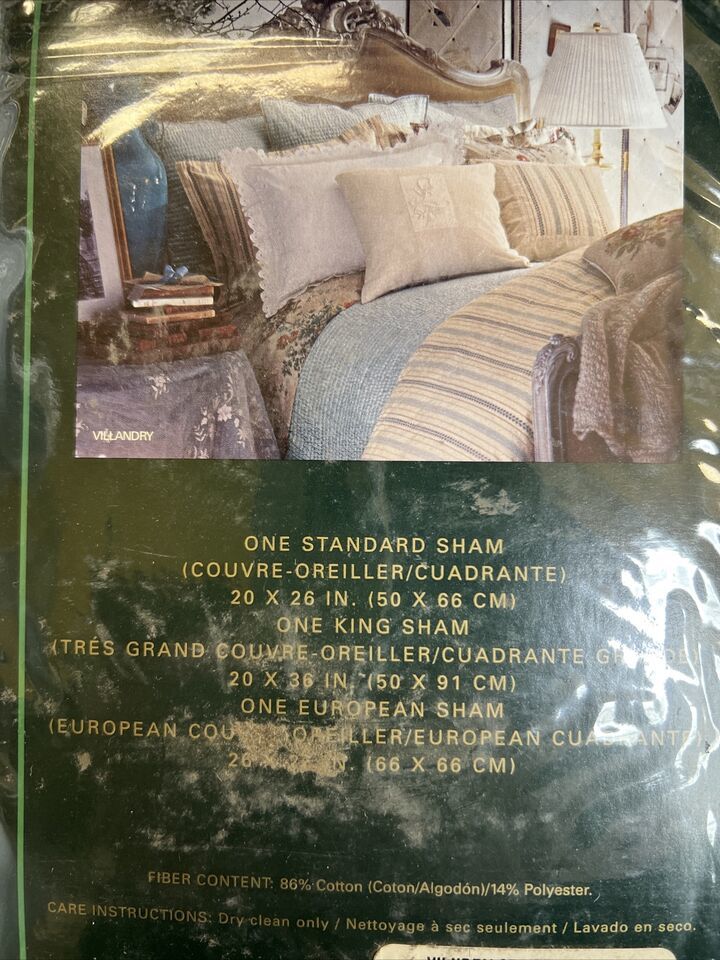 VILLANDRY
ONE STANDARD SHAM
(COUVRE-OREILLER/CUADRANTE)
20 X 26 IN. (50 X 66 CM)
ONE KING SHAM
(TRÉS GRAND COUVRE-OREILLER/CUADRANTE
20 X 36 IN. (50 X 91 CM)
ONE EUROPEAN SHAM
(EUROPEAN CUADRANTE)
26 (66 X 66 CM)
FIBER CONTENT: 86% Cotton (Coton/Algodón)/14% Polyester.
CARE INSTRUCTIONS: Dry clean only / Nettoyage à sec seulement / Lavado en seco.